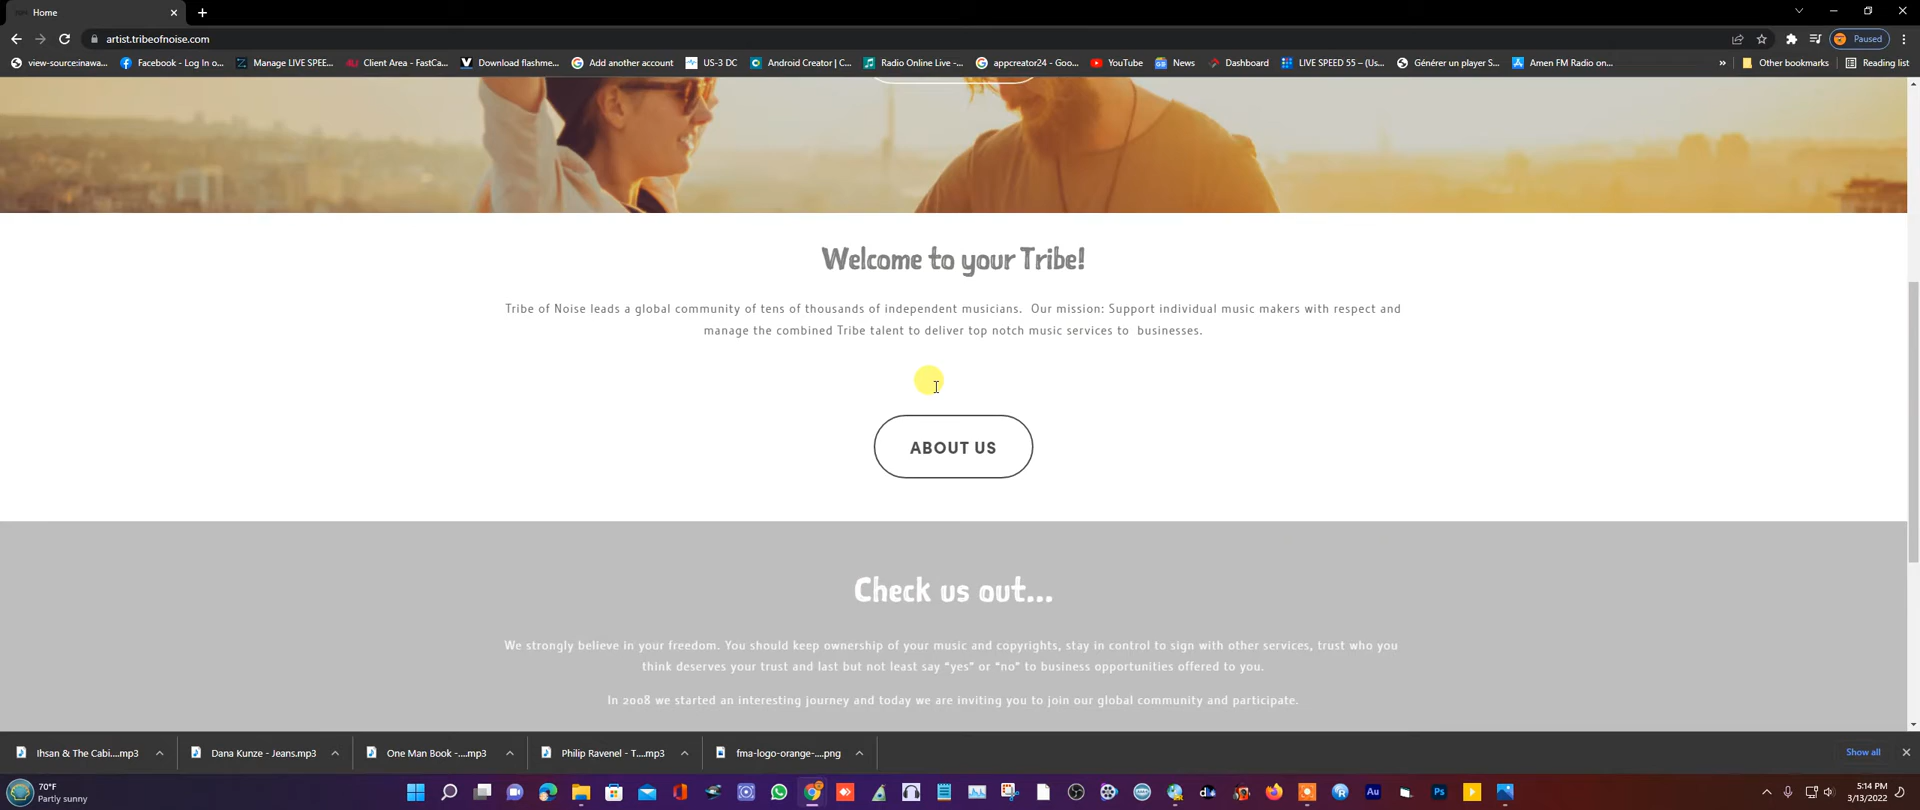 Home
artist.tribeofnoise.com
Paused
view-source:inawa...
Facebook - Log In o...
Manage LIVE SPEE...
Client Area - FastCa...
Download flashme...
Add another account
US-3 DC
Android Creator | C...
Radio Online Live -...
appcreator24 - Goo...
YouTube
News
Dashboard
LIVE SPEED 55 – (Us...
Générer un player S...
Amen FM Radio on...
»
Other bookmarks
Reading list
Welcome to your Tribe!
Tribe of Noise leads a global community of tens of thousands of independent musicians. Our mission: Support individual music makers with respect and
manage the combined Tribe talent to deliver top notch music services to businesses.
ABOUT US
Check us out...
We strongly believe in your freedom. You should keep ownership of your music and copyrights, stay in control to sign with other services, trust who you
think deserves your trust and last but not least say “yes” or “no” to business opportunities offered to you.
In 2008 we started an interesting journey and today we are inviting you to join our global community and participate.
Ihsan & The Cabi....mp3
Dana Kunze - Jeans.mp3
One Man Book -....mp3
Philip Ravenel - T....mp3
fma-logo-orange-....png
Show all
70°F
Partly sunny
5:14 PM
3/13/2022